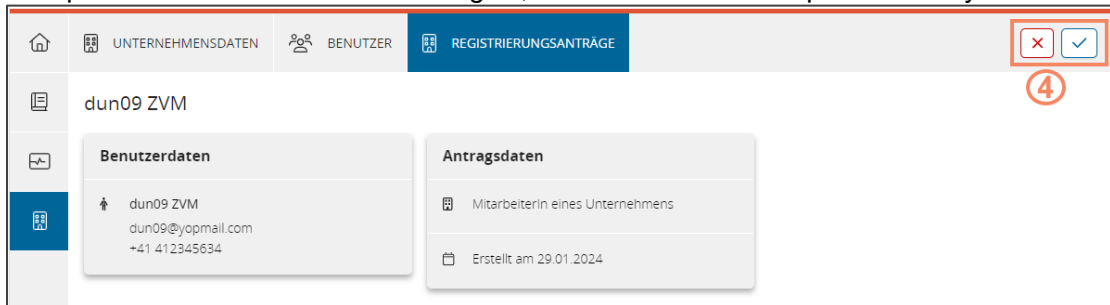 UNTERNEHMENSDATEN BENUTZER REGISTRIERUNGSANTRÄGE
4
dun09 ZVM
Benutzerdaten
dun09 ZVM
dun09@yopmail.com
+41 412345634
Antragsdaten
MitarbeiterIn eines Unternehmens
Erstellt am 29.01.2024